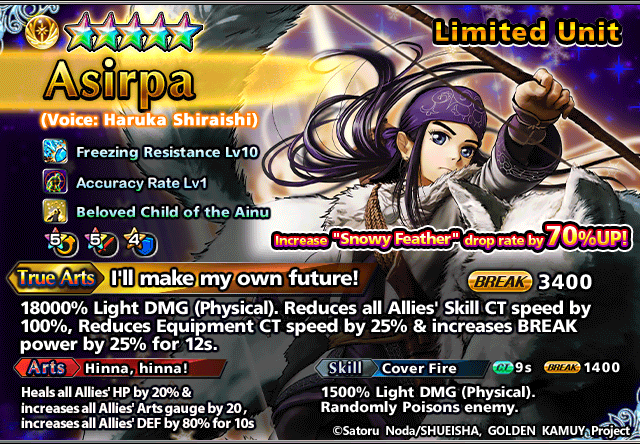 Limited Unit
Asirpa
(Voice: Haruka Shiraishi)
Freezing Resistance Lv10
Accuracy Rate Lv1
Beloved Child of the Ainu
5 5 4
Increase "Snowy Feather" drop rate by 70%UP!
True Arts I'll make my own future! BREAK 3400
18000% Light DMG (Physical). Reduces all Allies' Skill CT speed by
100%, Reduces Equipment CT speed by 25% & increases BREAK
power by 25% for 12s.
Arts Hinna, hinna!
Heals all Allies' HP by 20% &
increases all Allies' Arts gauge by 20 ,
increases all Allies' DEF by 80% for 10s
Skill Cover Fire CT 9s BREAK 1400
1500% Light DMG (Physical).
Randomly Poisons enemy.
©Satoru Noda/SHUEISHA, GOLDEN KAMUY Project